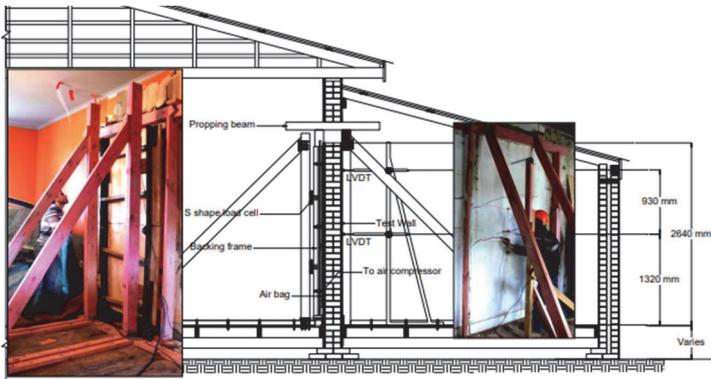 Propping beam
LVDT
930 mm
S shape load cell
Test Wall
2640 mm
LVDT
Backing frame
To air compressor
1320 mm
Air bag
Varies